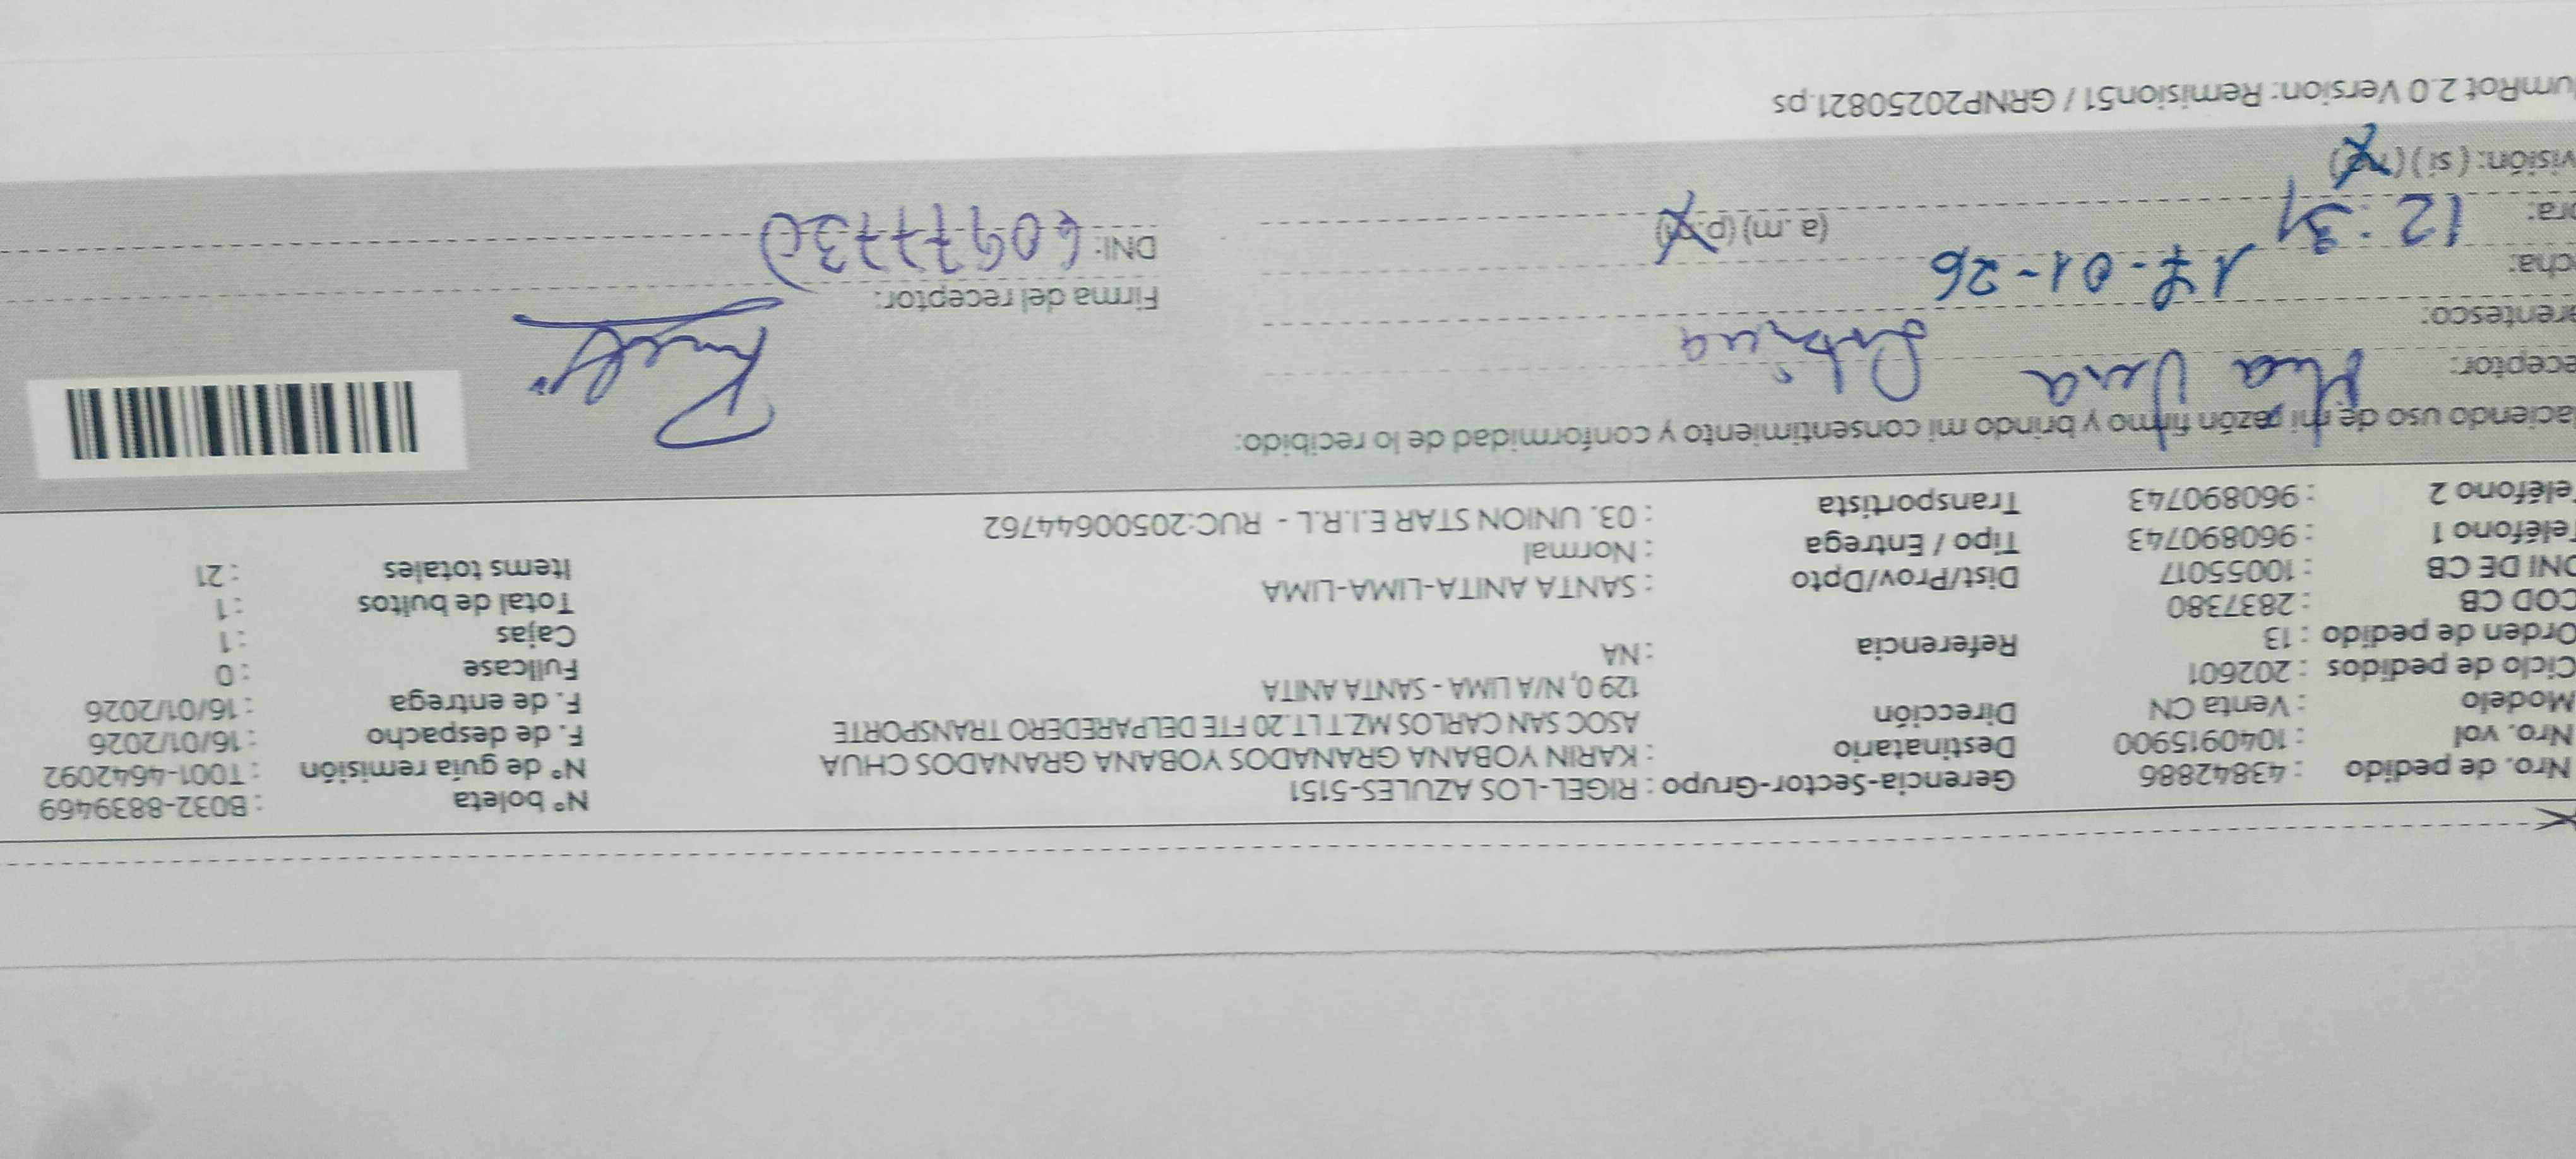 Nro. de pedido : 43842886 Gerencia-Sector-Grupo : RIGEL-LOS AZULES-5151 N° boleta : B032-8839469
Nro. vol : 1040915900 Destinatario : KARIN YOBANA GRANADOS YOBANA GRANADOS CHUA N° de guía remisión : T001-4642092
Modelo : Venta CN Dirección ASOC SAN CARLOS MZ.T LT.20 FTE DELPAREDERO TRANSPORTE F. de despacho : 16/01/2026
Ciclo de pedidos : 202601 129 0, N/A LIMA - SANTA ANITA F. de entrega : 16/01/2026
Orden de pedido : 13 Referencia : NA Fullcase : 0
COD CB : 2837380 Cajas : 1
DNI DE CB : 10055017 Dist/Prov/Dpto : SANTA ANITA-LIMA-LIMA Total de bultos : 1
Teléfono 1 : 960890743 Tipo / Entrega : Normal Items totales : 21
eléfono 2 : 960890743 Transportista : 03. UNION STAR E.I.R.L - RUC:20500644762
aciendo uso de mi razón firmo y brindo mi consentimiento y conformidad de lo recibido:
eceptor: Vera
arentesco: Firma del receptor:
cha: 17-01-26 DNI: 60977730
ora: 12:31 (a.m) (p.m)
visión: (si) (no)
umRot 2.0 Version: Remision51 / GRNP20250821.ps